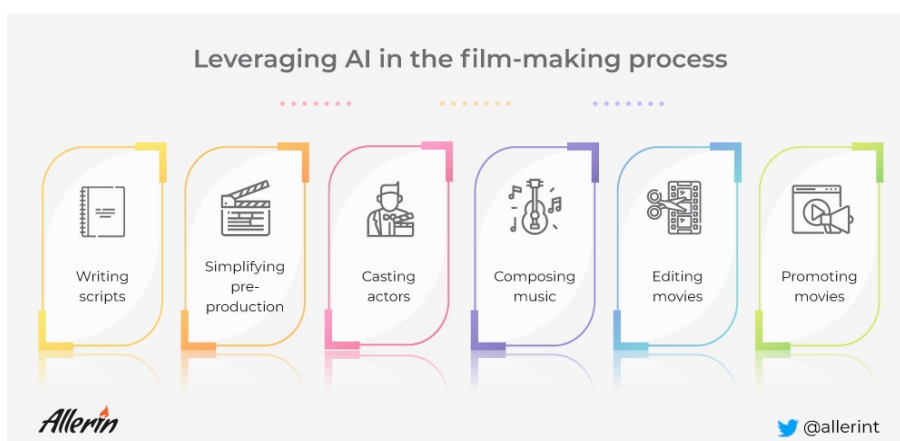 Leveraging AI in the film-making process
Writing
scripts
Simplifying
pre-
production
Casting
actors
Composing
music
Editing
movies
Promoting
movies
Allerin
@allerint